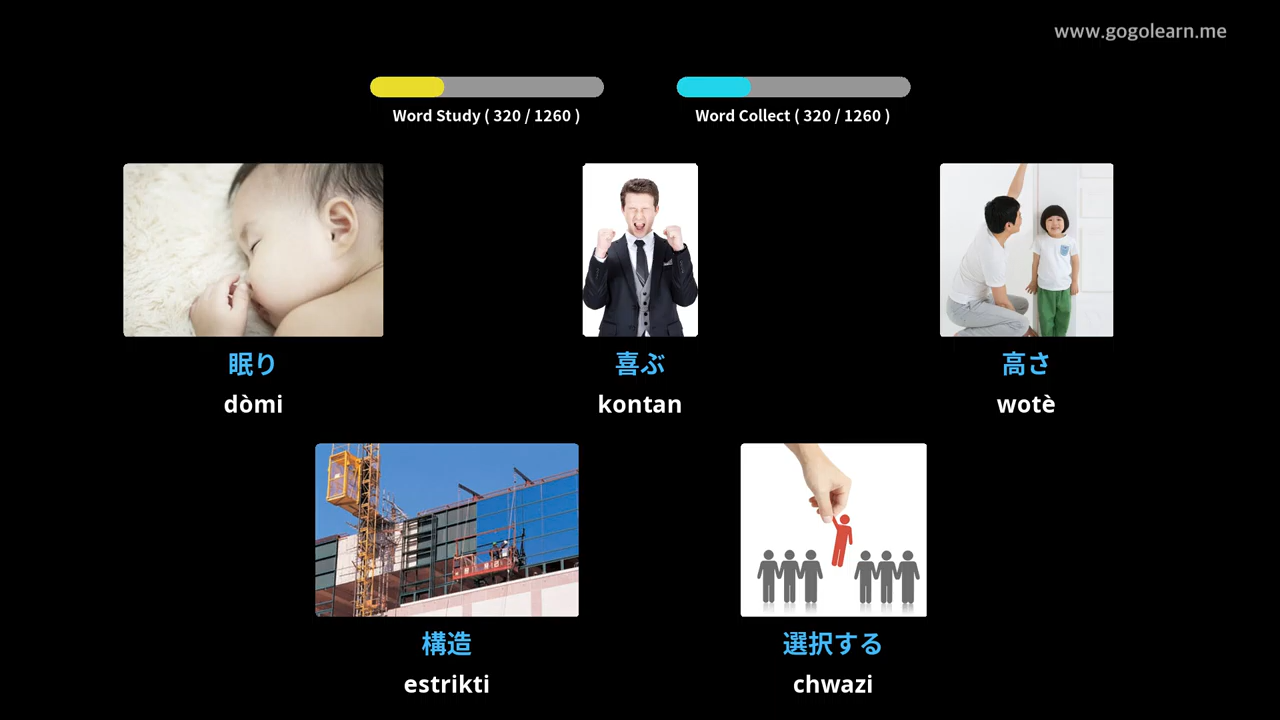 www.gogolearn.me
Word Study ( 320 / 1260 )
Word Collect ( 320 / 1260 )
眠り
dòmi
喜ぶ
kontan
高さ
wotè
構造
estrikti
選択する
chwazi